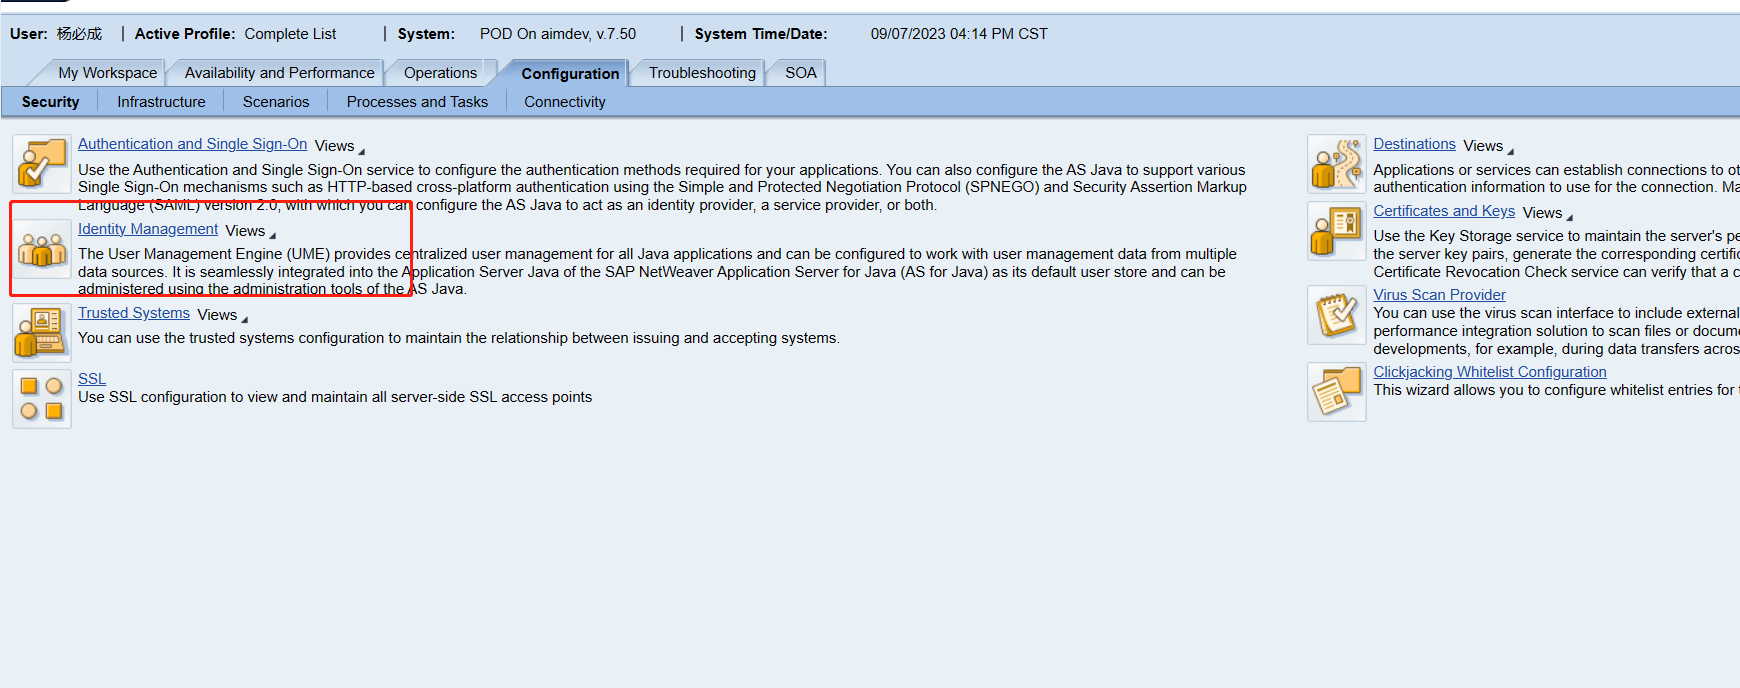 User: 杨必成 | Active Profile: Complete List | System: POD On aimdev, v.7.50 | System Time/Date: 09/07/2023 04:14 PM CST
My Workspace Availability and Performance Operations Configuration Troubleshooting SOA
Security Infrastructure Scenarios Processes and Tasks Connectivity
Authentication and Single Sign-On Views
Use the Authentication and Single Sign-On service to configure the authentication methods required for your applications. You can also configure the AS Java to support various
Single Sign-On mechanisms such as HTTP-based cross-platform authentication using the Simple and Protected Negotiation Protocol (SPNEGO) and Security Assertion Markup
Language (SAML) version 2.0, with which you can configure the AS Java to act as an identity provider, a service provider, or both.
Identity Management Views
The User Management Engine (UME) provides centralized user management for all Java applications and can be configured to work with user management data from multiple
data sources. It is seamlessly integrated into the Application Server Java of the SAP NetWeaver Application Server for Java (AS for Java) as its default user store and can be
administered using the administration tools of the AS Java.
Trusted Systems Views
You can use the trusted systems configuration to maintain the relationship between issuing and accepting systems.
SSL
Use SSL configuration to view and maintain all server-side SSL access points
Destinations Views
Applications or services can establish connections to ot
authentication information to use for the connection. Ma
Certificates and Keys Views
Use the Key Storage service to maintain the server's pe
the server key pairs, generate the corresponding certific
Certificate Revocation Check service can verify that a c
Virus Scan Provider
You can use the virus scan interface to include external
performance integration solution to scan files or docume
developments, for example, during data transfers acros
Clickjacking Whitelist Configuration
This wizard allows you to configure whitelist entries for